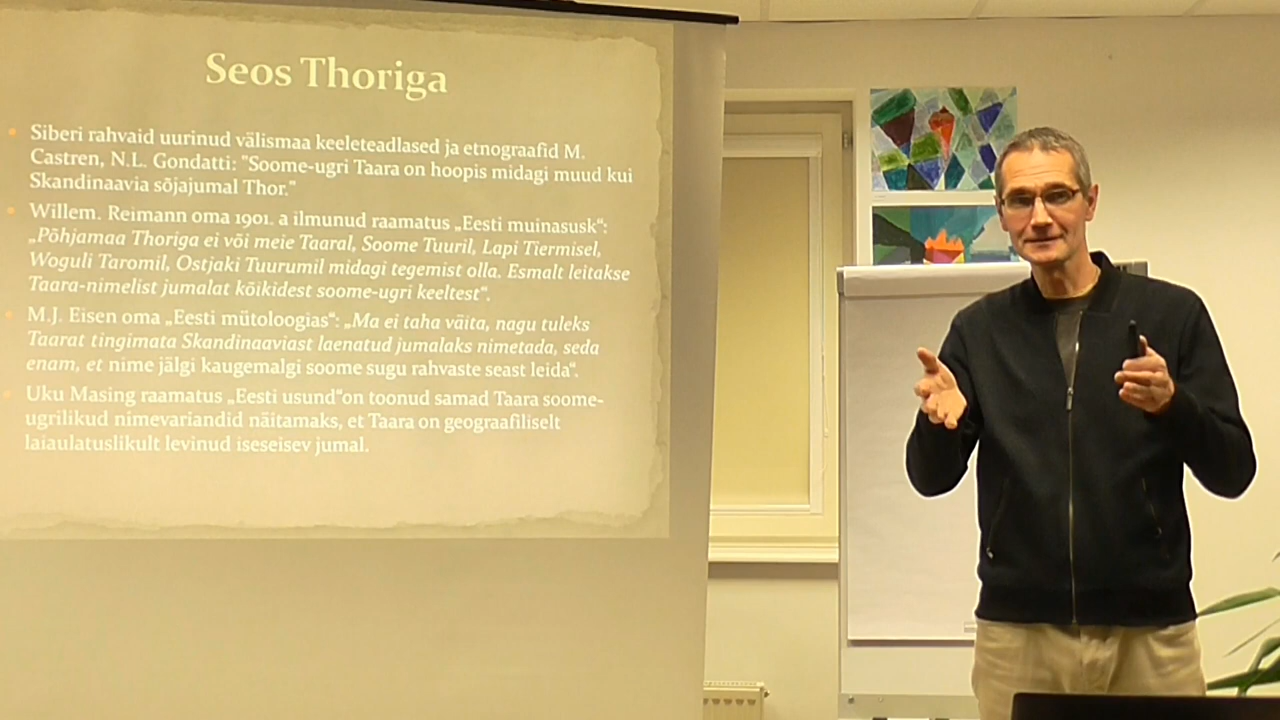 Seos Thoriga
Siberi rahvaid uurinud välismaa keeleteadlased ja etnograafid M.
Castren, N.L. Gondatti: "Soome-ugri Taara on hoopis midagi muud kui
Skandinaavia sõjajumal Thor."
Willem. Reimann oma 1901. a ilmunud raamatus „Eesti muinasusk“:
„Põhjamaa Thoriga ei või meie Taaral, Soome Tuuril, Lapi Tiermisel,
Woguli Taromil, Ostjaki Tuurumil midagi tegemist olla. Esmalt leitakse
Taara-nimelist jumalat kõikidest soome-ugri keeltest“.
M.J. Eisen oma „Eesti mütoloogias“: „Ma ei taha väita, nagu tuleks
Taarat tingimata Skandinaaviast laenatud jumalaks nimetada, seda
enam, et nime jälgi kaugemalgi soome sugu rahvaste seast leida“.
Uku Masing raamatus „Eesti usund“on toonud samad Taara soome-
ugrilikud nimevariandid näitamaks, et Taara on geograafiliselt
laiaulatuslikult levinud iseseisev jumal.